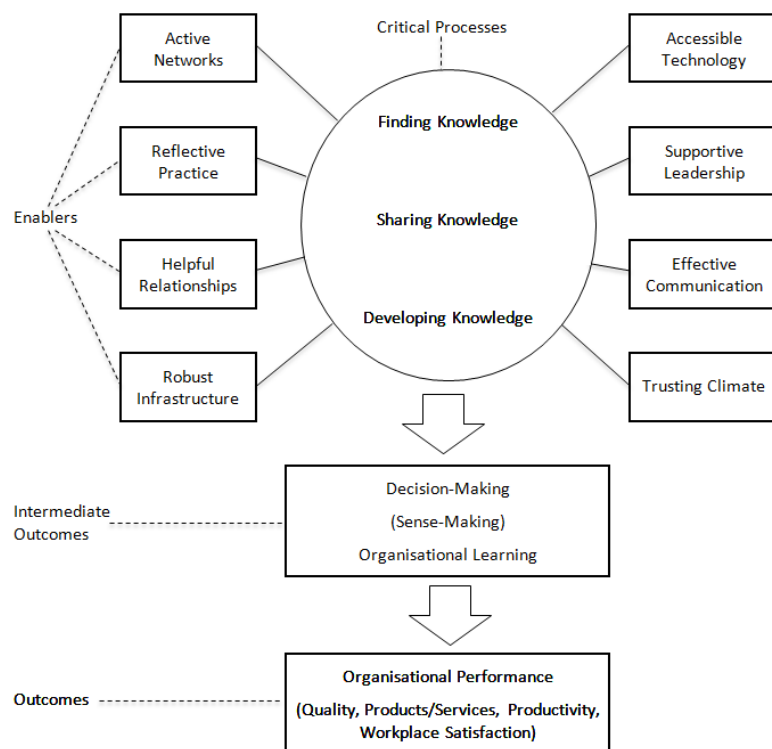 Active
Networks
Critical Processes
Accessible
Technology
Finding Knowledge
Reflective
Practice
Supportive
Leadership
Enablers
Sharing Knowledge
Helpful
Relationships
Effective
Communication
Developing Knowledge
Robust
Infrastructure
Trusting Climate
Intermediate
Outcomes
Decision-Making
(Sense-Making)
Organisational Learning
Outcomes
Organisational Performance
(Quality, Products/Services, Productivity,
Workplace Satisfaction)